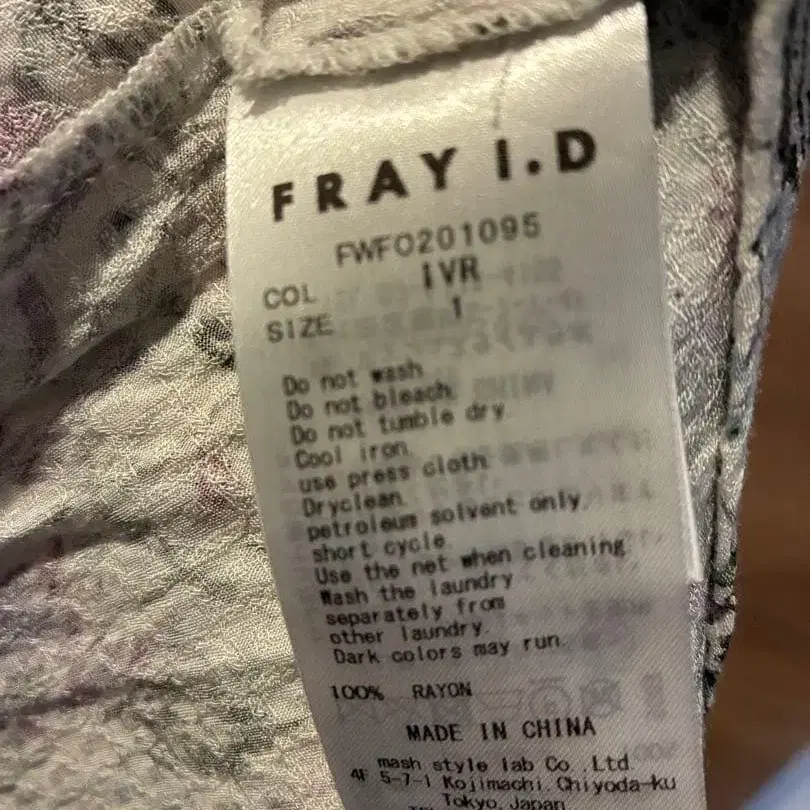 FRAY I.D
FWFO201095
COL IVR
SIZE 1
Do not wash
Do not bleach
Do not tumble dry
Cool iron
use press cloth
Dryclean
petroleum solvent only
short cycle
Use the net when cleaning
Wash the laundry
separately from
other laundry.
Dark colors may run
100% RAYON
MADE IN CHINA
mash style lab Co.,Ltd
4F 5-7-1 Kojimachi Chiyoda-ku
Tokyo, Japan